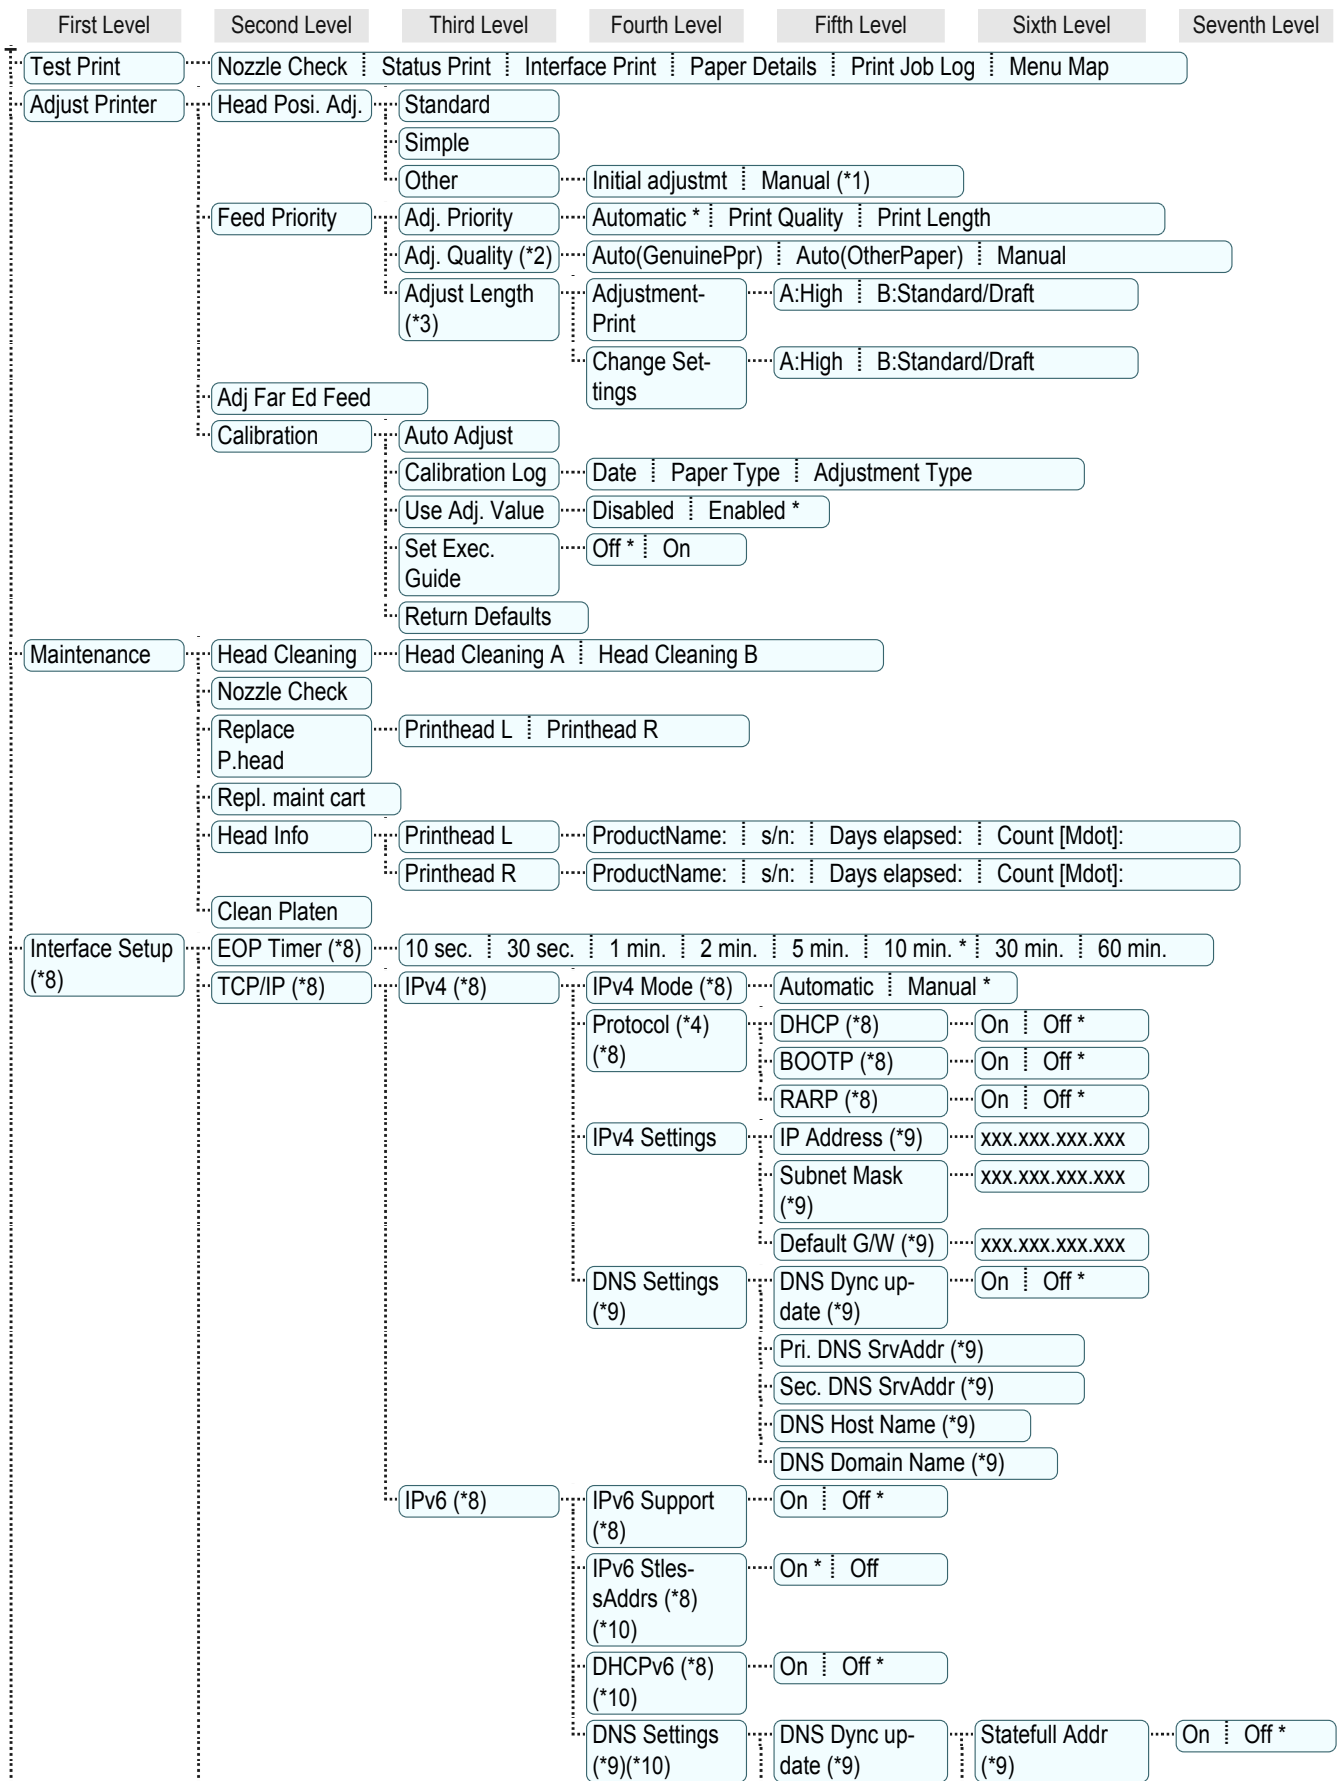 First Level Second Level Third Level Fourth Level Fifth Level Sixth Level Seventh Level
Test Print Nozzle Check Status Print Interface Print Paper Details Print Job Log Menu Map
Adjust Printer Head Posi. Adj. Standard
Simple
Other Initial adjustmt Manual (*1)
Feed Priority Adj. Priority Automatic * Print Quality Print Length
Adj. Quality (*2) Auto(GenuinePpr) Auto(OtherPaper) Manual
Adjust Length Adjustment- A:High B:Standard/Draft
(*3) Print
Change Set- A:High B:Standard/Draft
tings
Adj Far Ed Feed
Calibration Auto Adjust
Calibration Log Date Paper Type Adjustment Type
Use Adj. Value Disabled Enabled *
Set Exec. Off * On
Guide
Return Defaults
Maintenance Head Cleaning Head Cleaning A Head Cleaning B
Nozzle Check
Replace Printhead L Printhead R
P.head
Repl. maint cart
Head Info Printhead L ProductName: s/n: Days elapsed: Count [Mdot]:
Printhead R ProductName: s/n: Days elapsed: Count [Mdot]:
Clean Platen
Interface Setup EOP Timer (*8) 10 sec. 30 sec. 1 min. 2 min. 5 min. 10 min. * 30 min. 60 min.
(*8) TCP/IP (*8) IPv4 (*8) IPv4 Mode (*8) Automatic Manual *
Protocol (*4) DHCP (*8) On Off *
(*8) BOOTP (*8) On Off *
RARP (*8) On Off *
IPv4 Settings IP Address (*9) xxx.xxx.xxx.xxx
Subnet Mask xxx.xxx.xxx.xxx
(*9)
Default G/W (*9) xxx.xxx.xxx.xxx
DNS Settings DNS Dync up- On Off *
(*9) date (*9)
Pri. DNS SrvAddr (*9)
Sec. DNS SrvAddr (*9)
DNS Host Name (*9)
DNS Domain Name (*9)
IPv6 (*8) IPv6 Support On Off *
(*8)
IPv6 Stles- On * Off
sAddrs (*8)
(*10)
DHCPv6 (*8) On Off *
(*10)
DNS Settings DNS Dync up- Statefull Addr On Off *
(*9)(*10) date (*9) (*9)